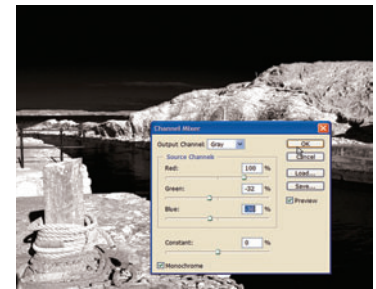 Channel Mixer
Output Channel: Gray
OK
Cancel
Source Channels
Red: 100 %
Load...
Green: -32 %
Save...
Preview
Blue: %
Constant: 0 %
Monochrome